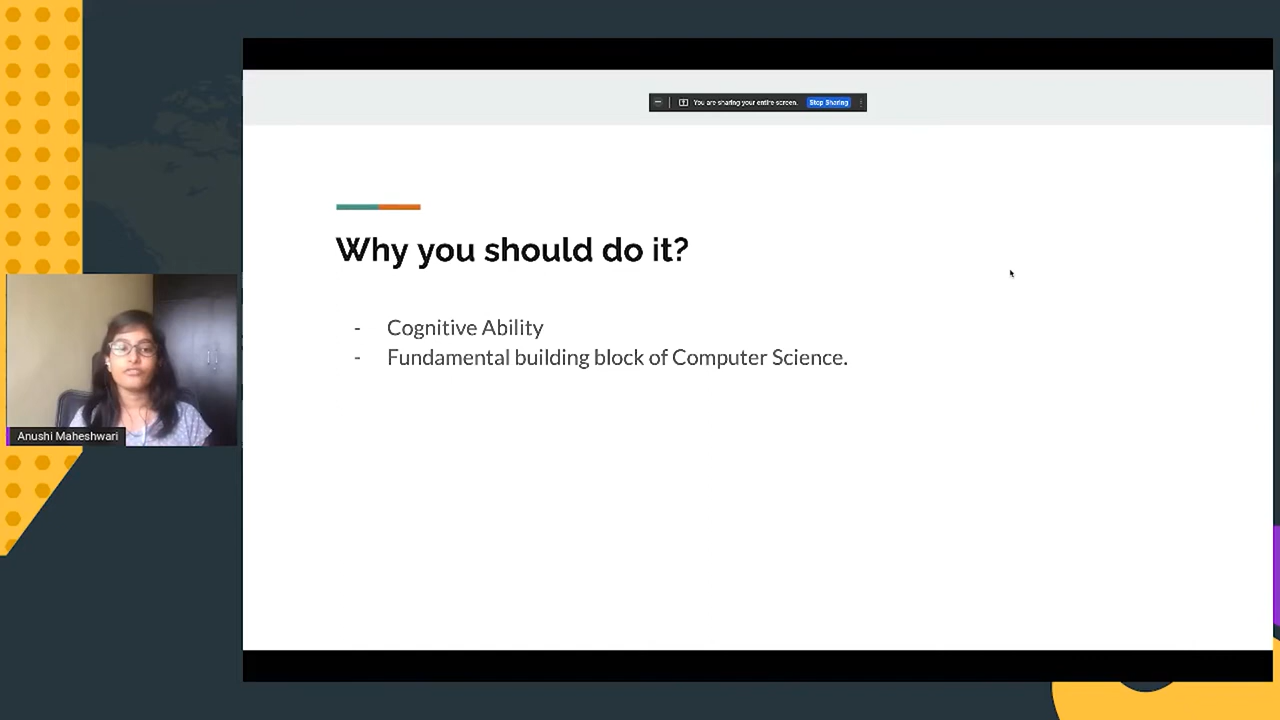 You are sharing your entire screen. Stop Sharing
Why you should do it?
- Cognitive Ability
- Fundamental building block of Computer Science.
Anushi Maheshwari